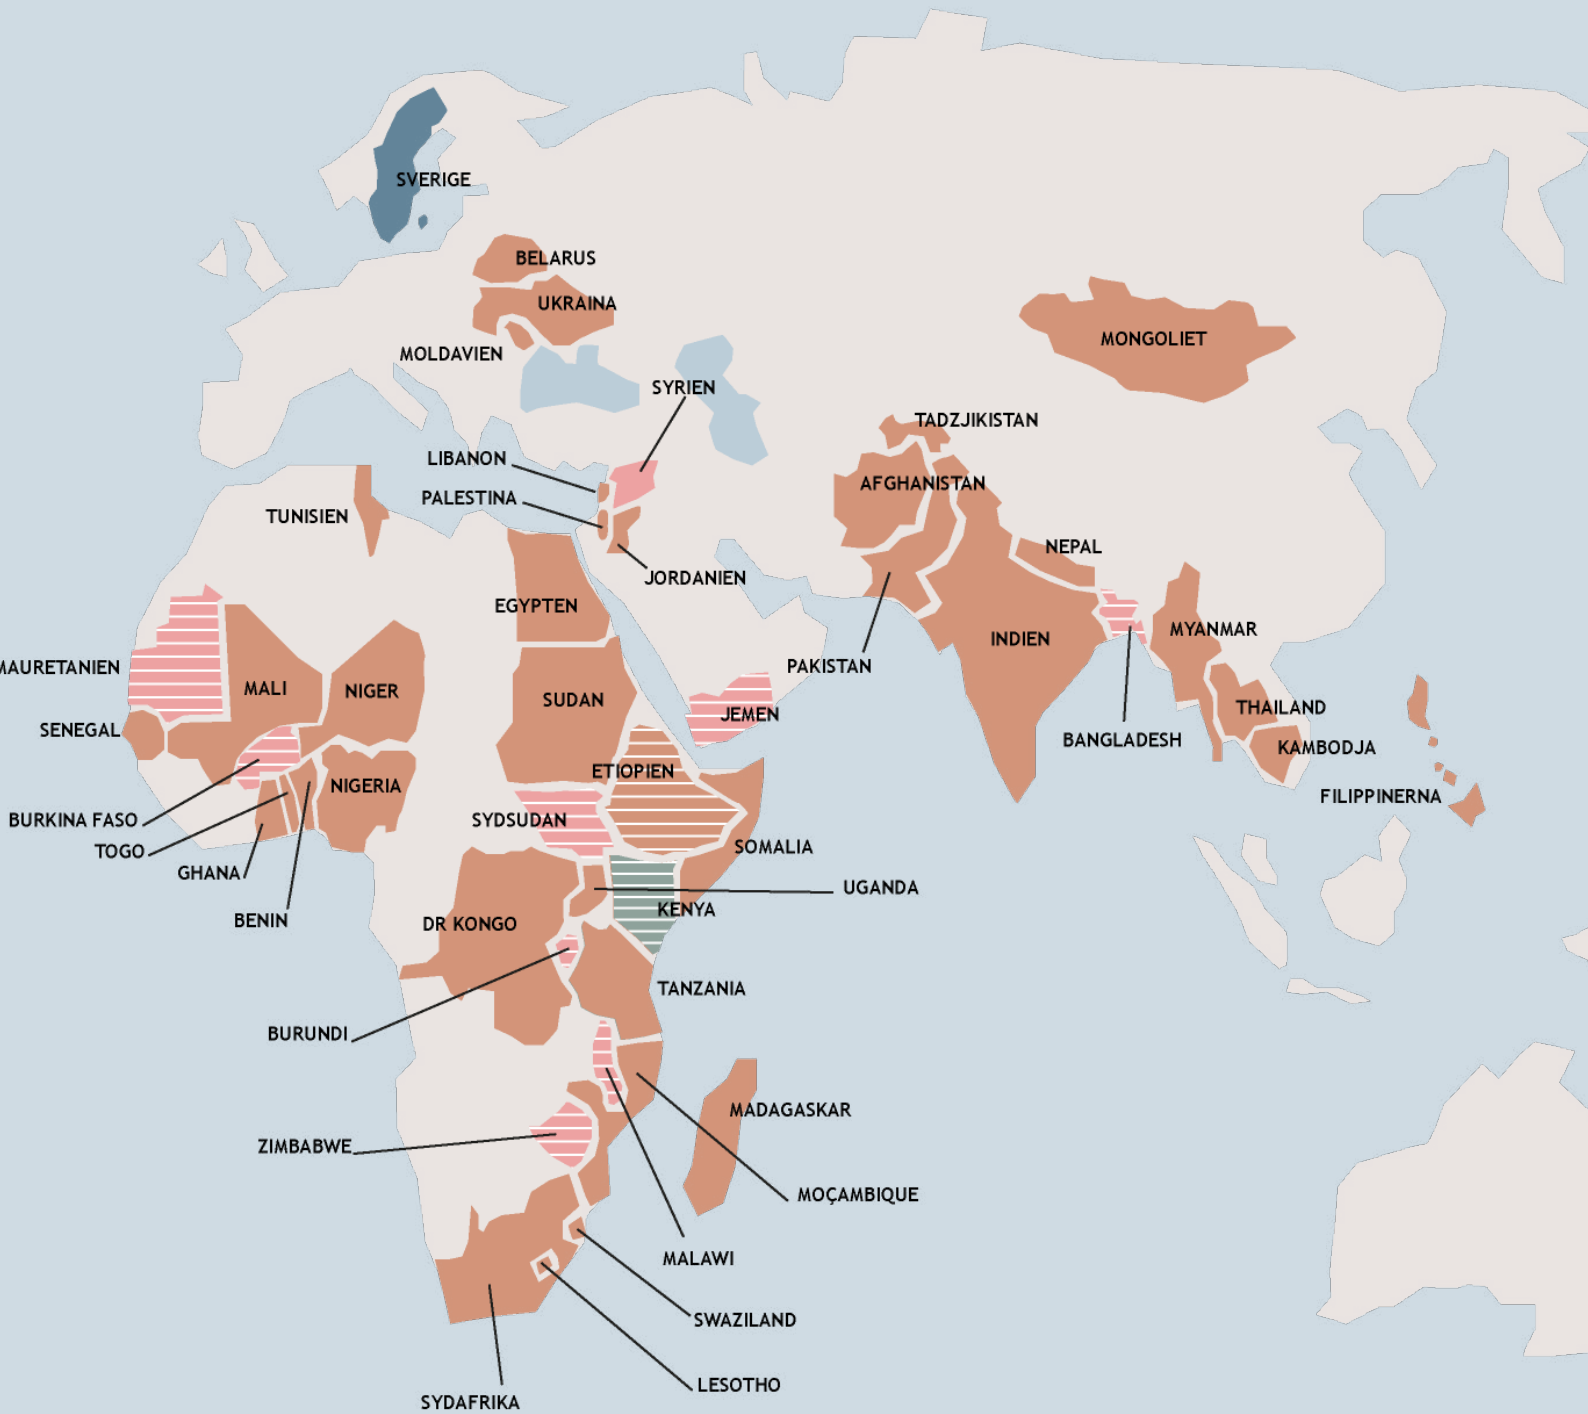 SVERIGE
BELARUS
UKRAINA
MONGOLIET
MOLDAVIEN
SYRIEN
TADZJIKISTAN
LIBANON
AFGHANISTAN
PALESTINA
TUNISIEN
NEPAL
JORDANIEN
EGYPTEN
MYANMAR
INDIEN
MAURETANIEN
PAKISTAN
MALI
NIGER
SUDAN
THAILAND
JEMEN
SENEGAL
BANGLADESH
KAMBODJA
ETIOPIEN
NIGERIA
FILIPPINERNA
BURKINA FASO
SYDSUDAN
SOMALIA
TOGO
GHANA
UGANDA
KENYA
BENIN
DR KONGO
TANZANIA
BURUNDI
MADAGASKAR
ZIMBABWE
MOÇAMBIQUE
MALAWI
SWAZILAND
LESOTHO
SYDAFRIKA